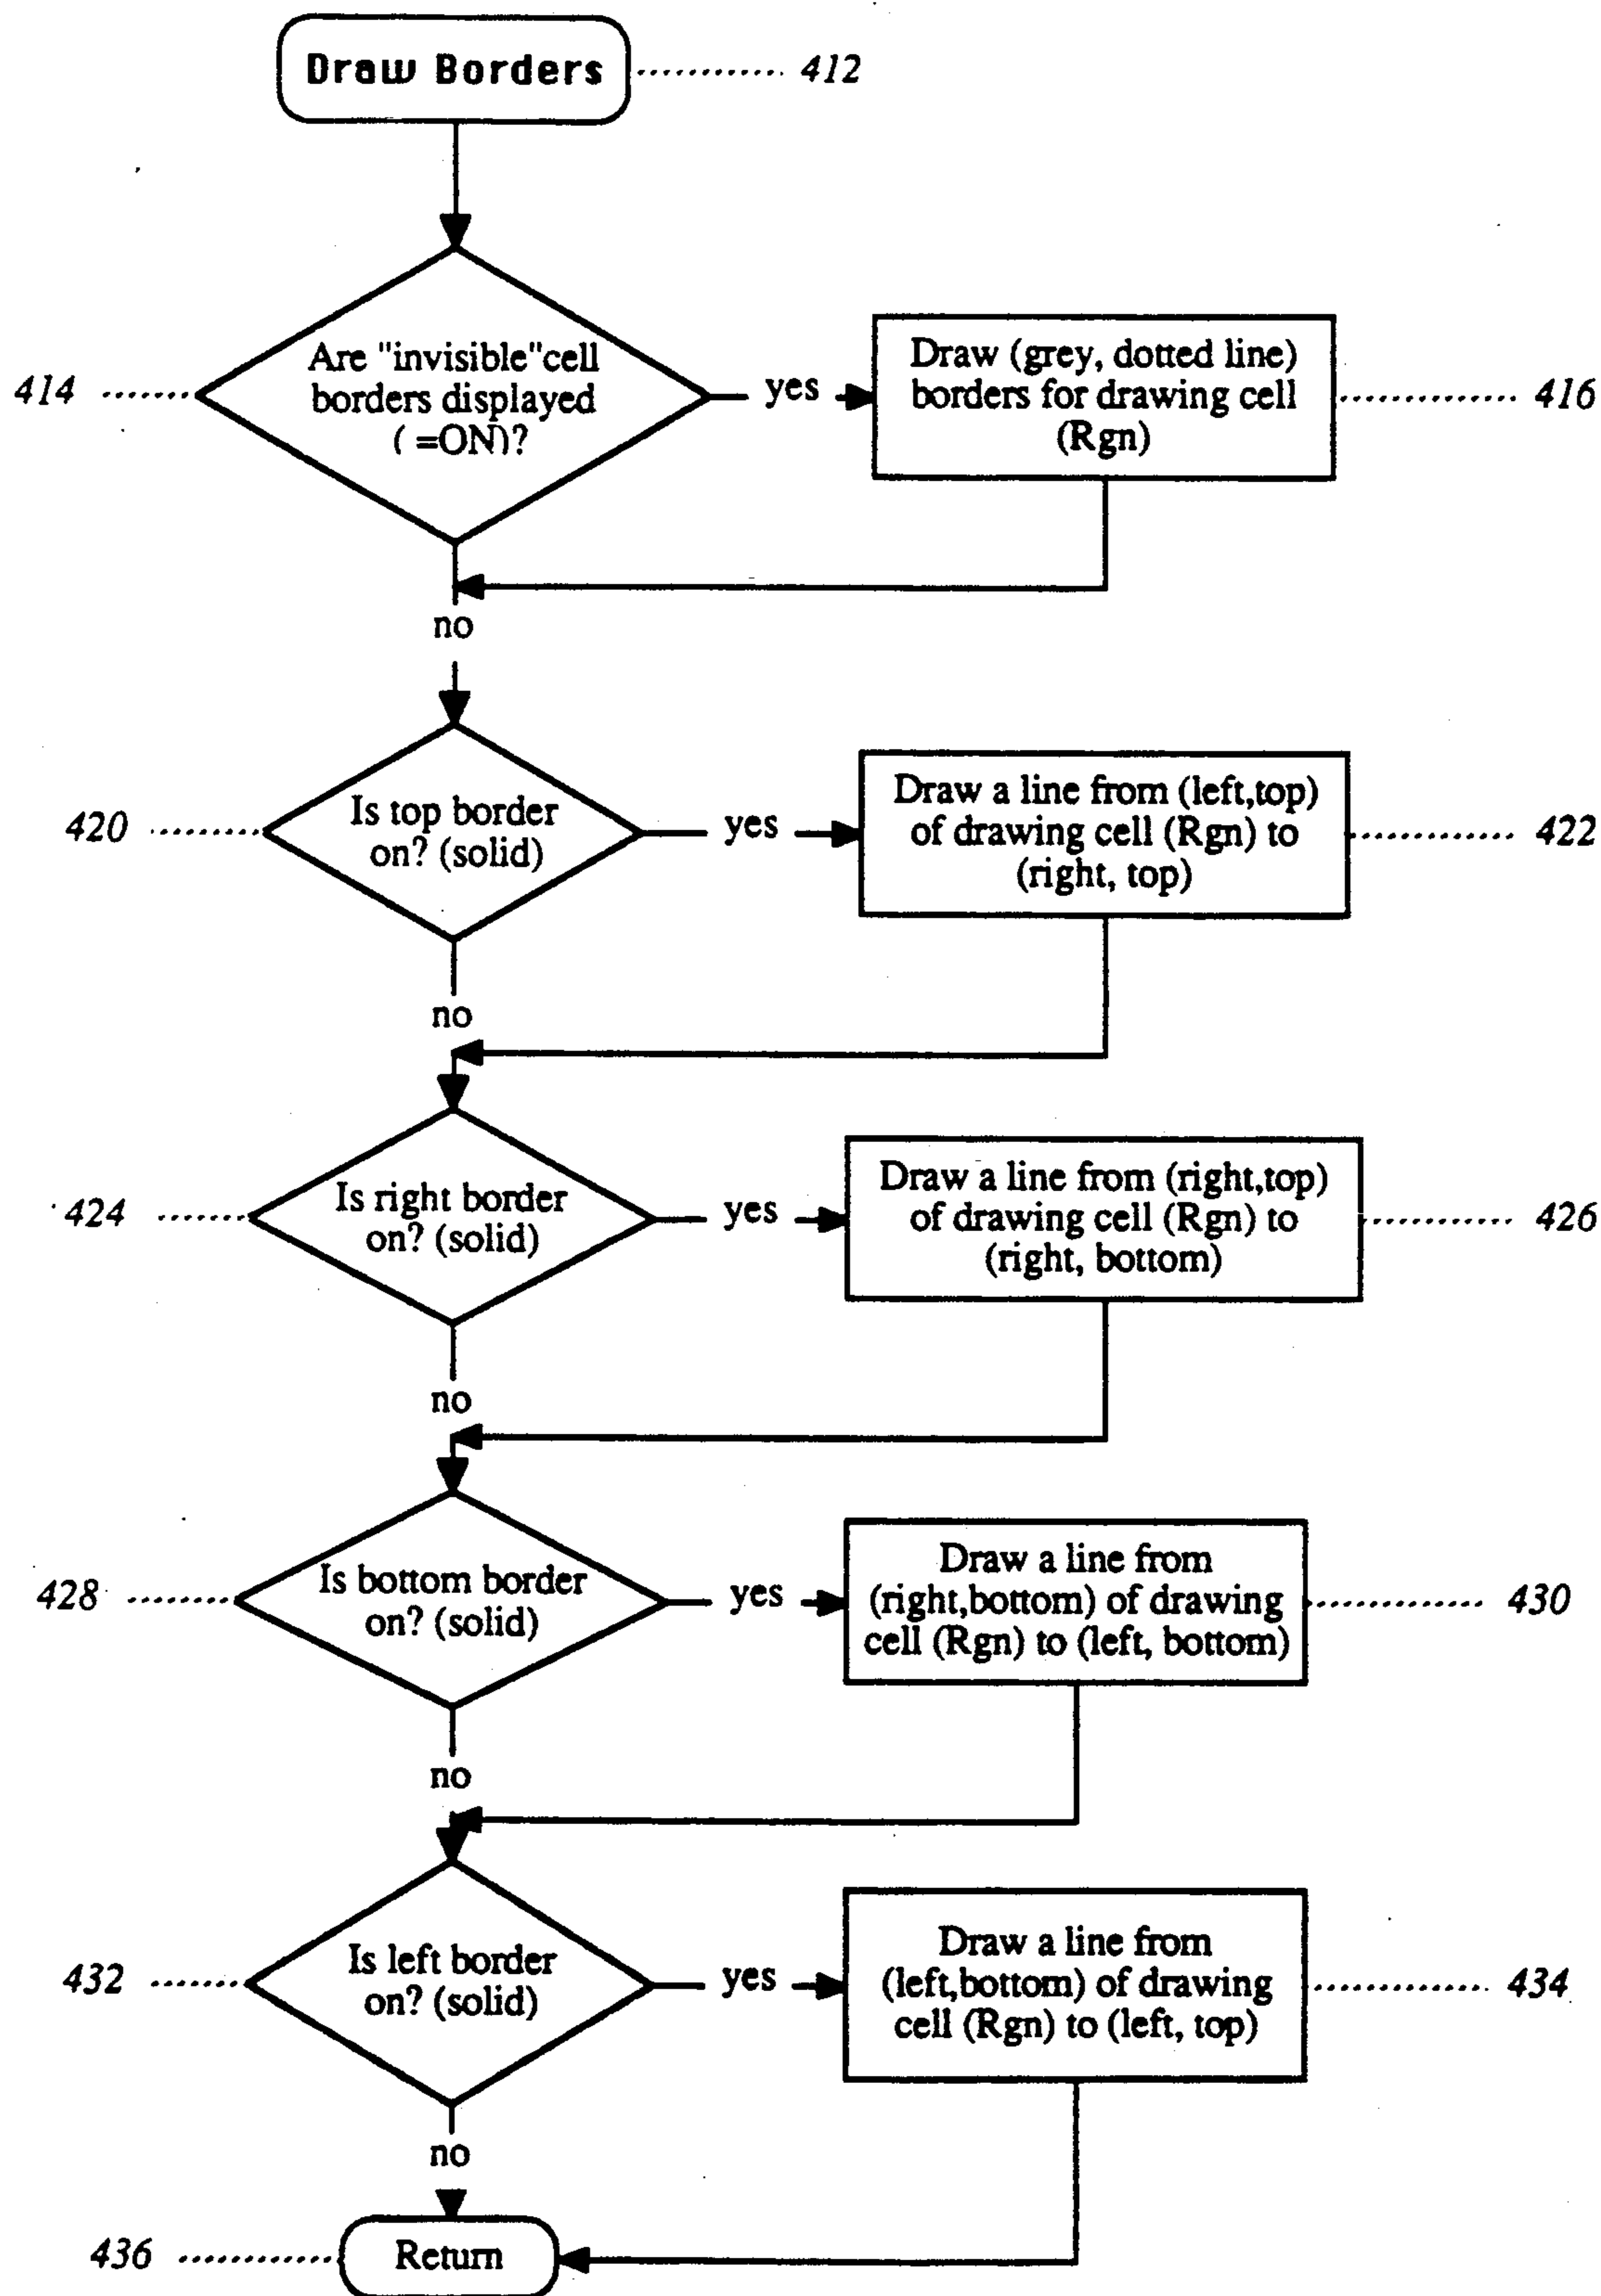 Draw Borders
412
Are "invisible"cell
borders displayed
( =ON)?
414
yes
Draw (grey, dotted line)
borders for drawing cell
(Rgn)
416
no
Is top border
on? (solid)
420
yes
Draw a line from (left,top)
of drawing cell (Rgn) to
(right, top)
422
no
Is right border
on? (solid)
424
yes
Draw a line from (right,top)
of drawing cell (Rgn) to
(right, bottom)
426
no
Is bottom border
on? (solid)
428
yes
Draw a line from
(right,bottom) of drawing
cell (Rgn) to (left, bottom)
430
no
Is left border
on? (solid)
432
yes
Draw a line from
(left,bottom) of drawing
cell (Rgn) to (left, top)
434
no
Return
436